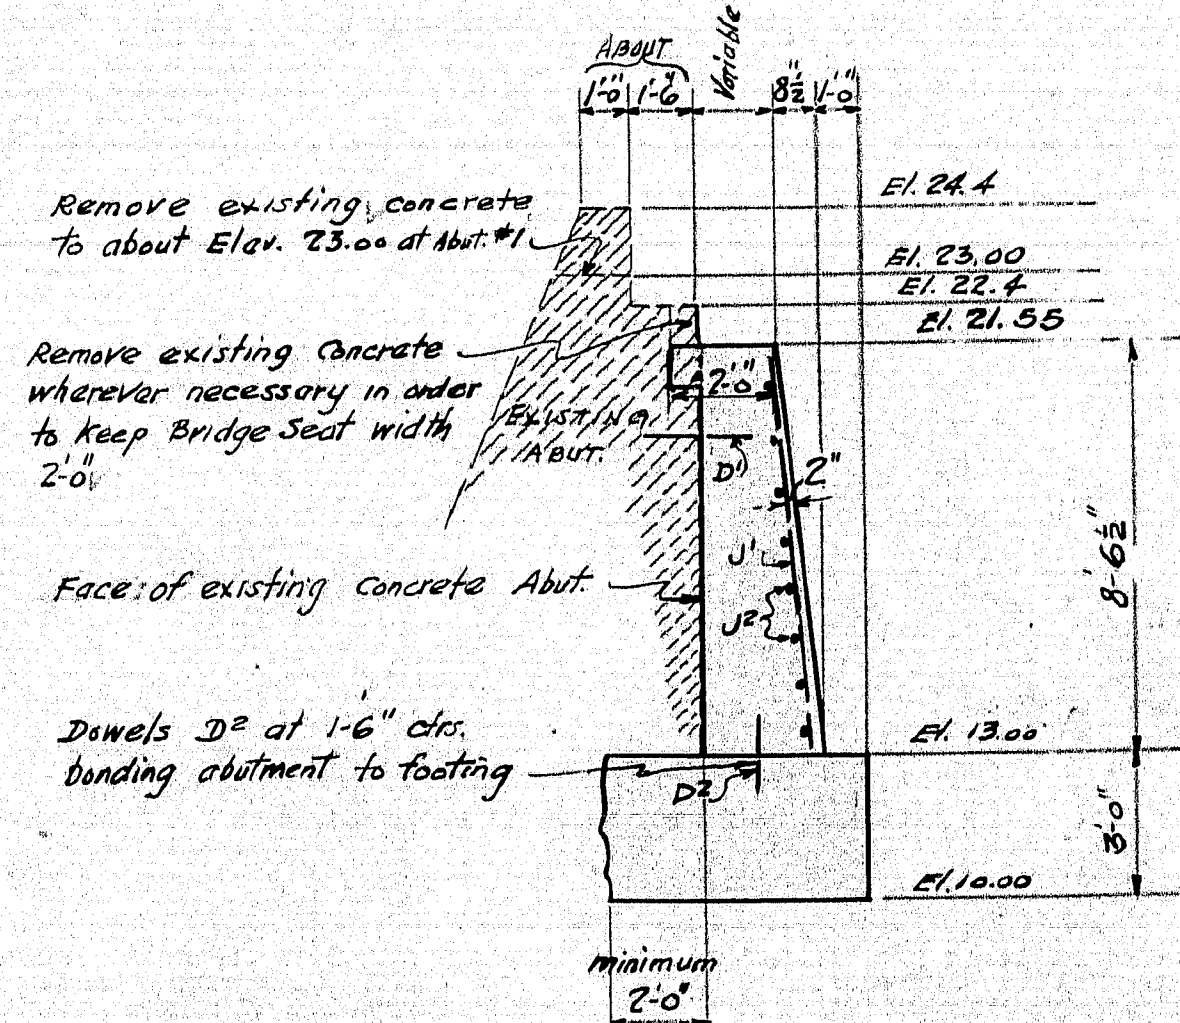 ABOUT
Variable
1'-0" 1'-6" 8½" 1'-0"
El. 24.4
Remove existing concrete
to about Elev. 23.00 at Abut. #1
El. 23.00
El. 22.4
El. 21.55
Remove existing Concrete
wherever necessary in order
to keep Bridge Seat width
2'-0"
2'-0"
EXISTING
ABUT.
D¹
2"
J¹
J²
8'-6½"
Face of existing Concrete Abut.
Dowels D² at 1'-6" ctrs.
bonding abutment to footing
El. 13.00
D²
3'-0"
El. 10.00
minimum
2'-0"